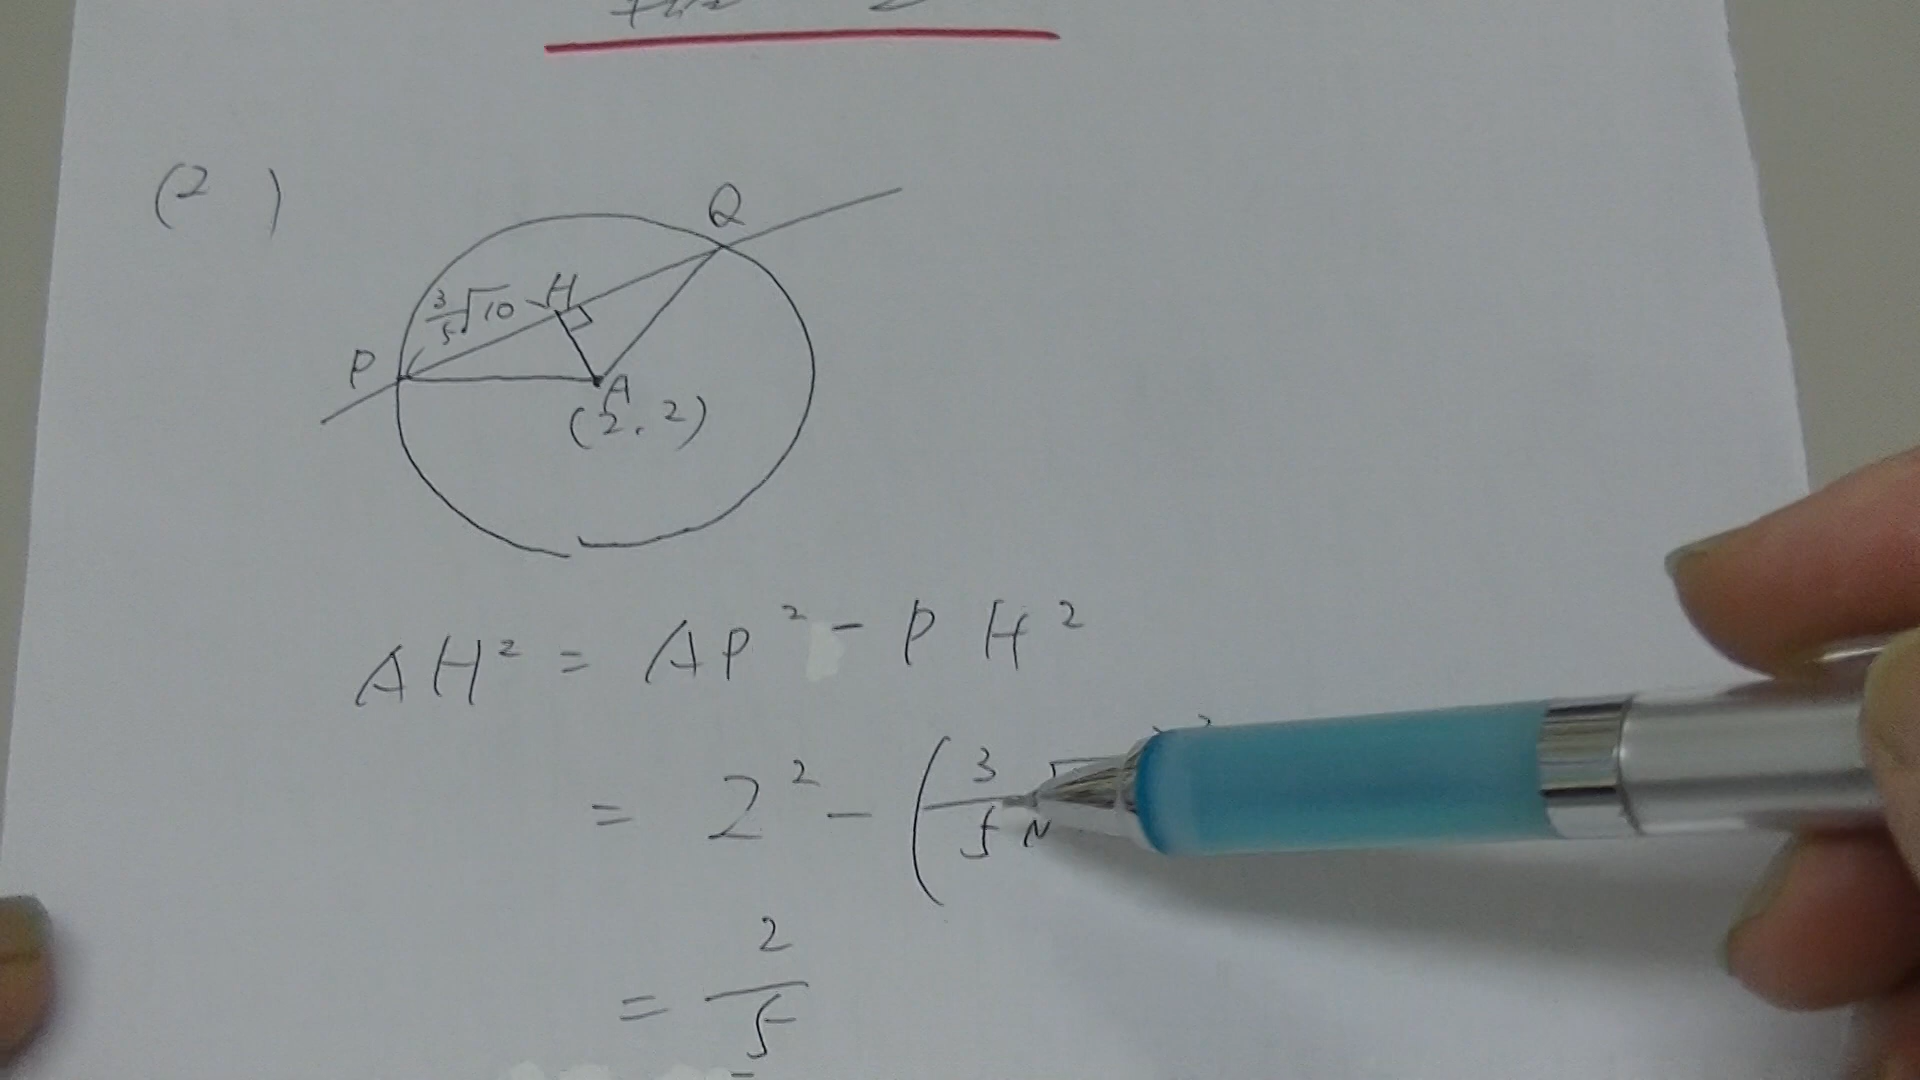 (2)
Q
H
3/5 √10
P
A
(2, 2)
AH² = AP² - PH²
= 2² - (3/5
= 2/5